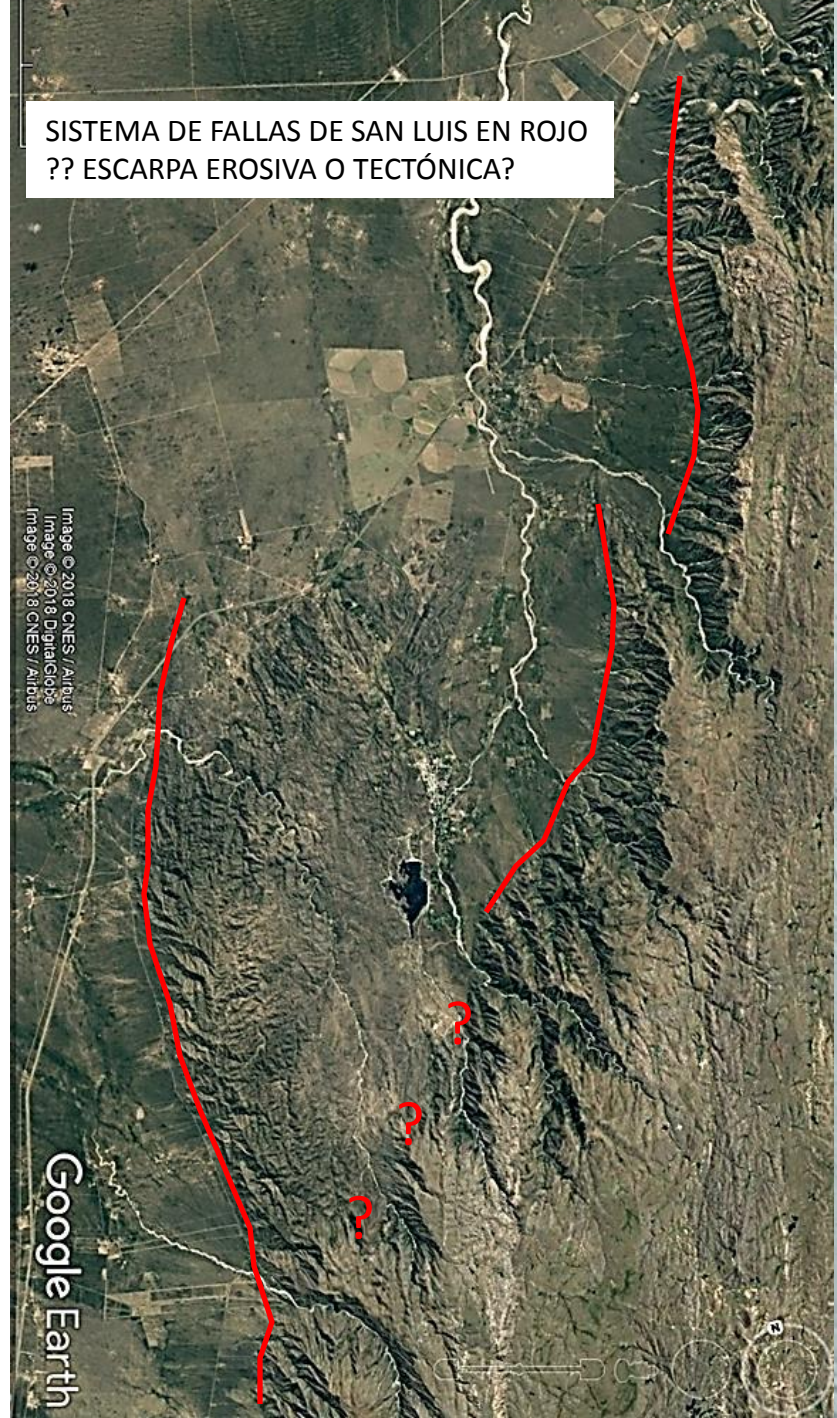 SISTEMA DE FALLAS DE SAN LUIS EN ROJO
?? ESCARPA EROSIVA O TECTÓNICA?
?
?
?
Image © 2018 CNES / Airbus
Image © 2018 DigitalGlobe
Image © 2018 CNES / Airbus
Google Earth
N